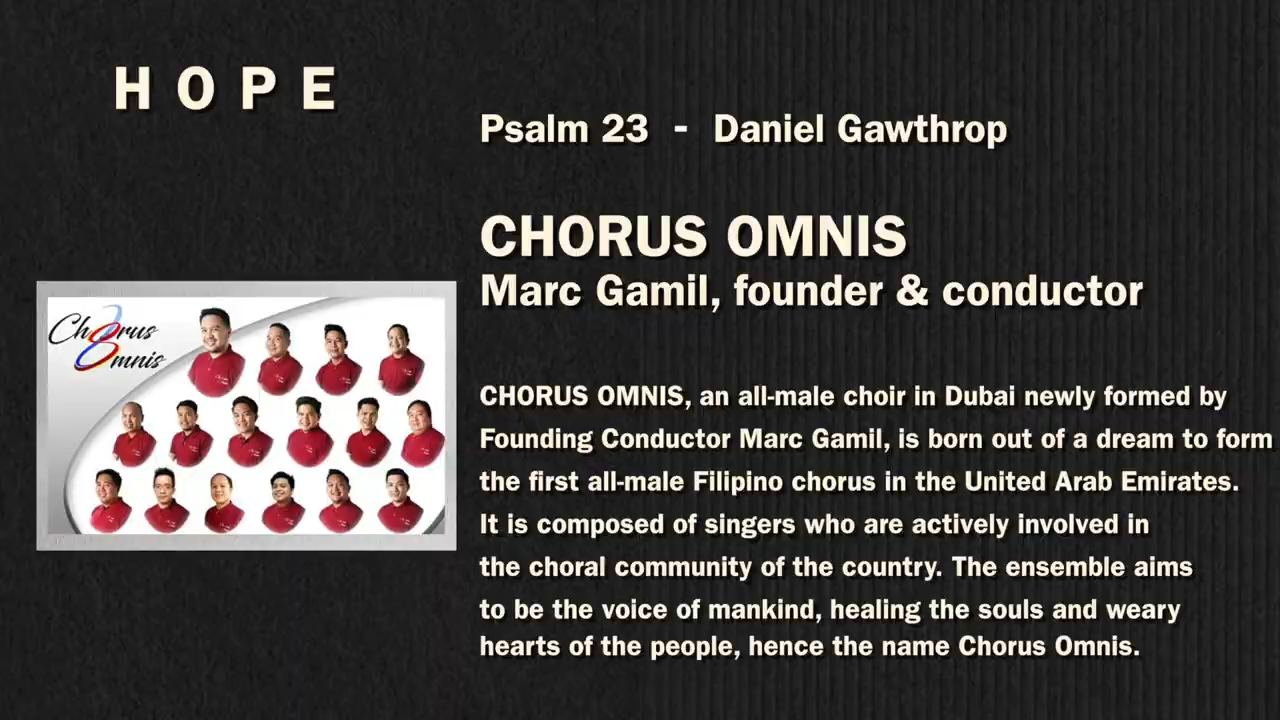 HOPE
Psalm 23 - Daniel Gawthrop
CHORUS OMNIS
Marc Gamil, founder & conductor
Chorus
Omnis
CHORUS OMNIS, an all-male choir in Dubai newly formed by
Founding Conductor Marc Gamil, is born out of a dream to form
the first all-male Filipino chorus in the United Arab Emirates.
It is composed of singers who are actively involved in
the choral community of the country. The ensemble aims
to be the voice of mankind, healing the souls and weary
hearts of the people, hence the name Chorus Omnis.